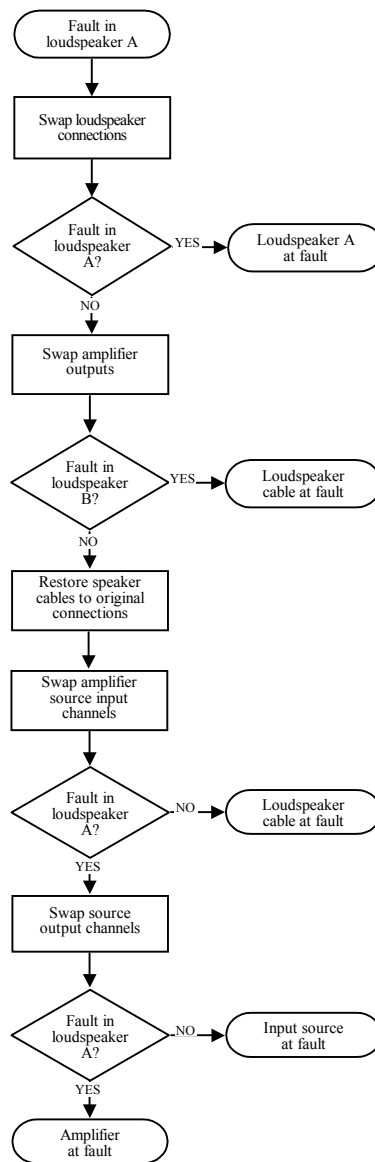 Fault in
loudspeaker A
Swap loudspeaker
connections
Fault in
loudspeaker
A?
YES
Loudspeaker A
at fault
NO
Swap amplifier
outputs
Fault in
loudspeaker
B?
YES
Loudspeaker
cable at fault
NO
Restore speaker
cables to original
connections
Swap amplifier
source input
channels
Fault in
loudspeaker
A?
NO
Loudspeaker
cable at fault
YES
Swap source
output channels
Fault in
loudspeaker
A?
NO
Input source
at fault
YES
Amplifier
at fault